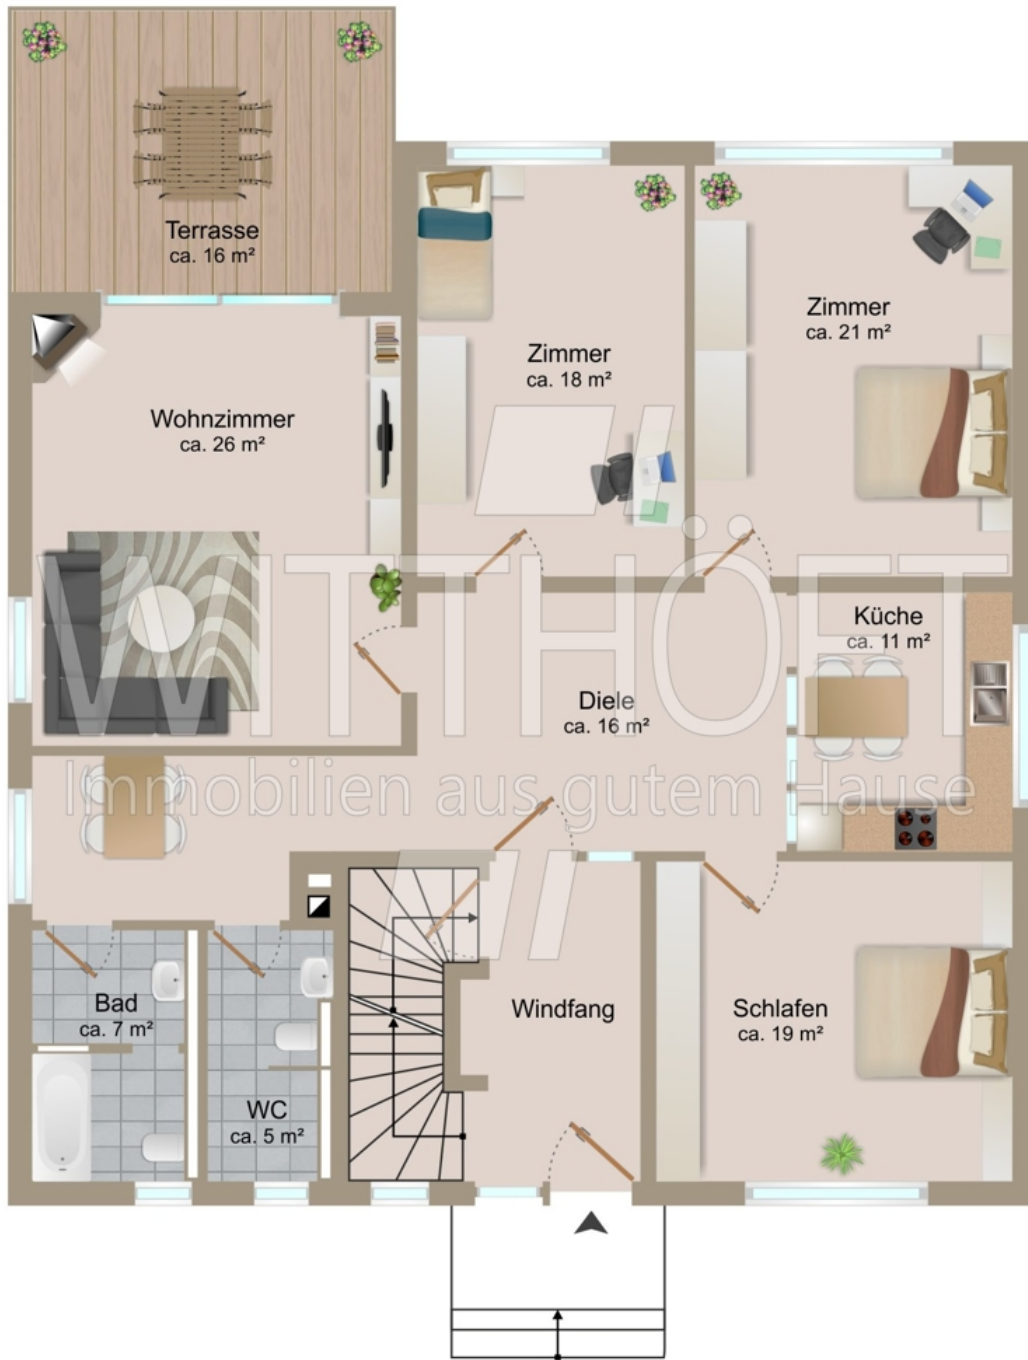 Terrasse
ca. 16 m²
Zimmer
ca. 18 m²
Zimmer
ca. 21 m²
Wohnzimmer
ca. 26 m²
WITTHÖFT
Immobilien aus gutem Hause
Küche
ca. 11 m²
Diele
ca. 16 m²
Bad
ca. 7 m²
WC
ca. 5 m²
Windfang
Schlafen
ca. 19 m²